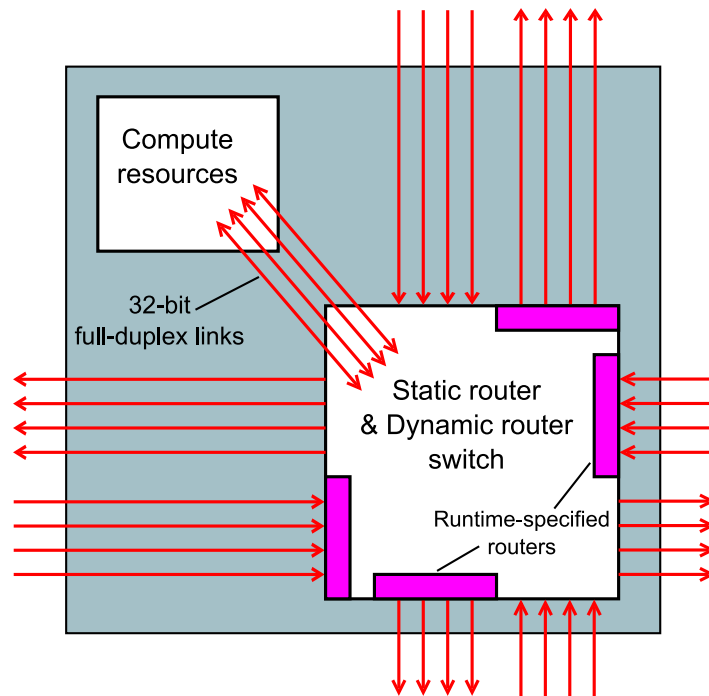 Compute
resources
32-bit
full-duplex links
Static router
& Dynamic router
switch
Runtime-specified
routers